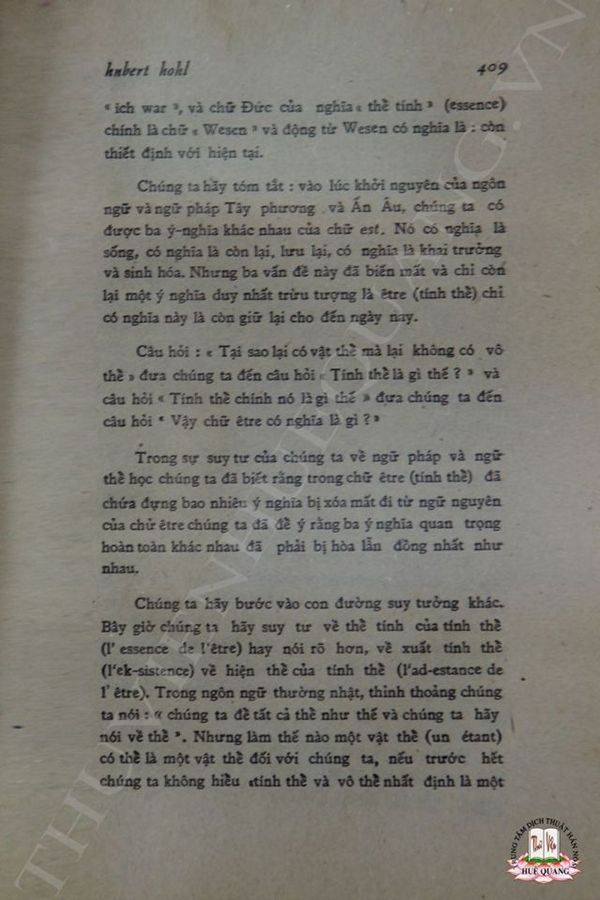 hnbert hohl 409
“ ich war ”, và chữ Đức của nghĩa « thể tính » (essence)
chính là chữ « Wesen » và động từ Wesen có nghĩa là : còn
thiết định với hiện tại.
Chúng ta hãy tóm tắt : vào lúc khởi nguyên của ngôn
ngữ và ngữ pháp Tây phương và Ấn Âu, chúng ta có
được ba ý-nghĩa khác nhau của chữ est. Nó có nghĩa là
sống, có nghĩa là còn lại, lưu lại, có nghĩa là khai trưởng
và sinh hóa. Nhưng ba vấn đề này đã biến mất và chỉ còn
lại một ý nghĩa duy nhất trừu tượng là être (tính thể) chỉ
có nghĩa này là còn giữ lại cho đến ngày nay.
Câu hỏi : « Tại sao lại có vật thể mà lại không có vô
thể » đưa chúng ta đến câu hỏi « Tính thể là gì thế ? » và
câu hỏi « Tính thể chính nó là gì thế » đưa chúng ta đến
câu hỏi “ Vậy chữ être có nghĩa là gì ? ”
Trong sự suy tư của chúng ta về ngữ pháp và ngữ
thể học chúng ta đã biết rằng trong chữ être (tính thể) đã
chứa đựng bao nhiêu ý nghĩa bị xóa mất đi từ ngữ nguyên
của chữ être chúng ta đã để ý rằng ba ý nghĩa quan trọng
hoàn toàn khác nhau đã phải bị hòa lẫn đồng nhất như
nhau.
Chúng ta hãy bước vào con đường suy tưởng khác.
Bây giờ chúng ta hãy suy tư về thể tính của tính thể
(l' essence de l'être) hay nói rõ hơn, về xuất tính thể
(l'ek-sistence) về hiện thể của tính thể (l'ad-estance de
l' être). Trong ngôn ngữ thường nhật, thỉnh thoảng chúng
ta nói : “ chúng ta để tất cả thể như thế và chúng ta hãy
nói về thể ”. Nhưng làm thế nào một vật thể (un étant)
có thể là một vật thể đối với chúng ta, nếu trước hết
chúng ta không hiểu tính thể và vô thể nhất định là một
THƯ VIỆN HUỆ QUANG.VN
TRUNG TÂM DỊCH THUẬT HÁN NÔM
HUỆ QUANG